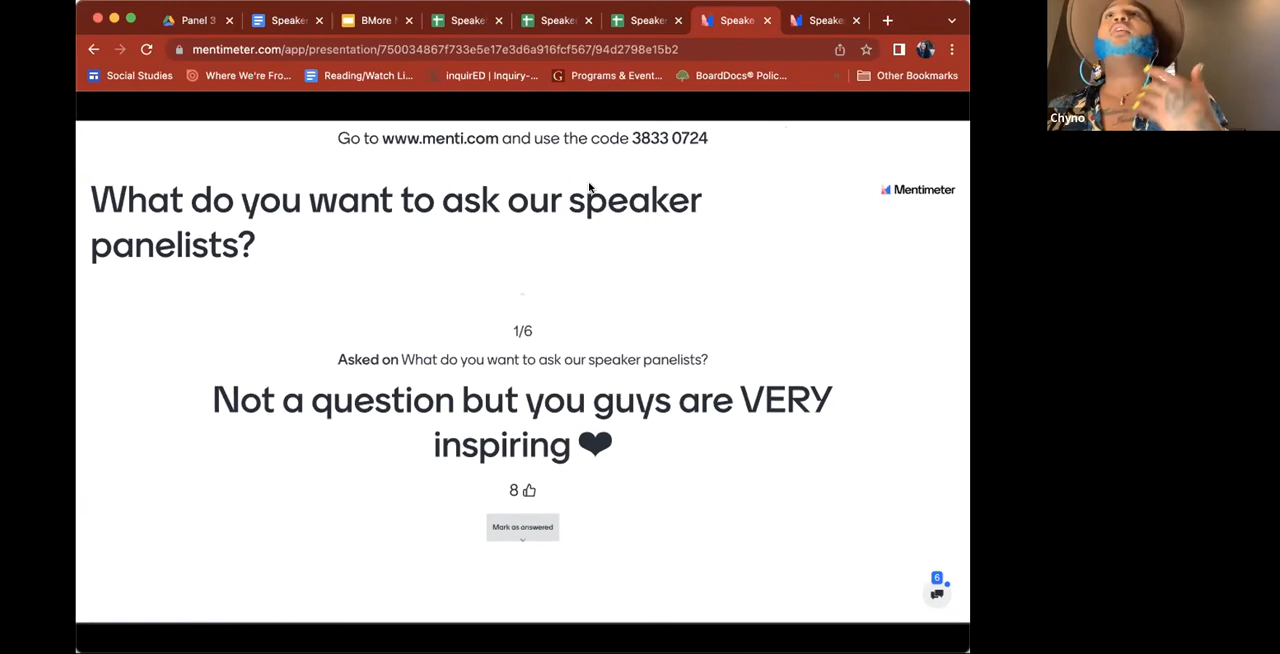 Panel 3
Speaker
BMore
Speake
Speake
Speaker
Speake
Speake
mentimeter.com/app/presentation/750034867f733e5e17e3d6a916fcf567/94d2798e15b2
Social Studies
Where We're Fro...
Reading/Watch Li...
inquirED | Inquiry-...
Programs & Event...
BoardDocs® Polic...
Other Bookmarks
Chyno
Go to www.menti.com and use the code 3833 0724
What do you want to ask our speaker
panelists?
Mentimeter
1/6
Asked on What do you want to ask our speaker panelists?
Not a question but you guys are VERY
inspiring ❤
8
Mark as answered
6